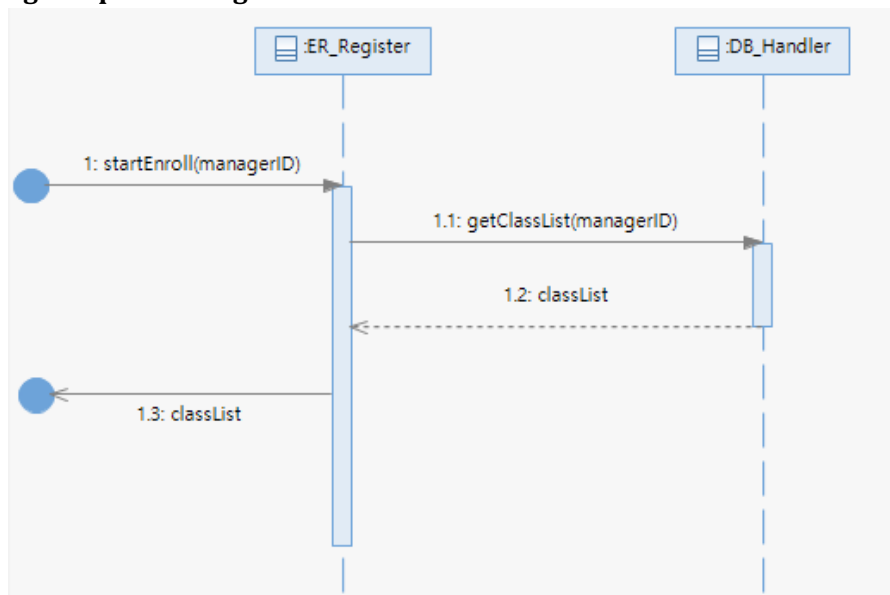 :ER_Register
:DB_Handler
1: startEnroll(managerID)
1.1: getClassList(managerID)
1.2: classList
1.3: classList